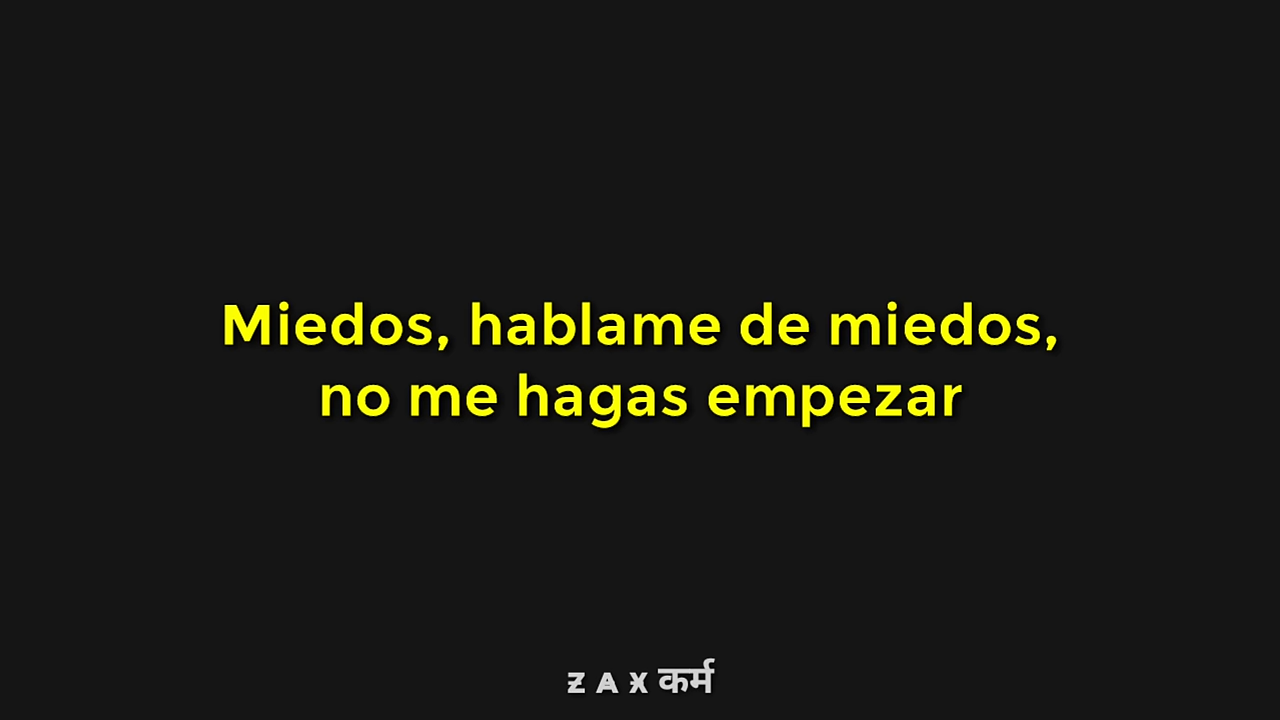 Miedos, hablame de miedos,
no me hagas empezar
Z A X कर्म